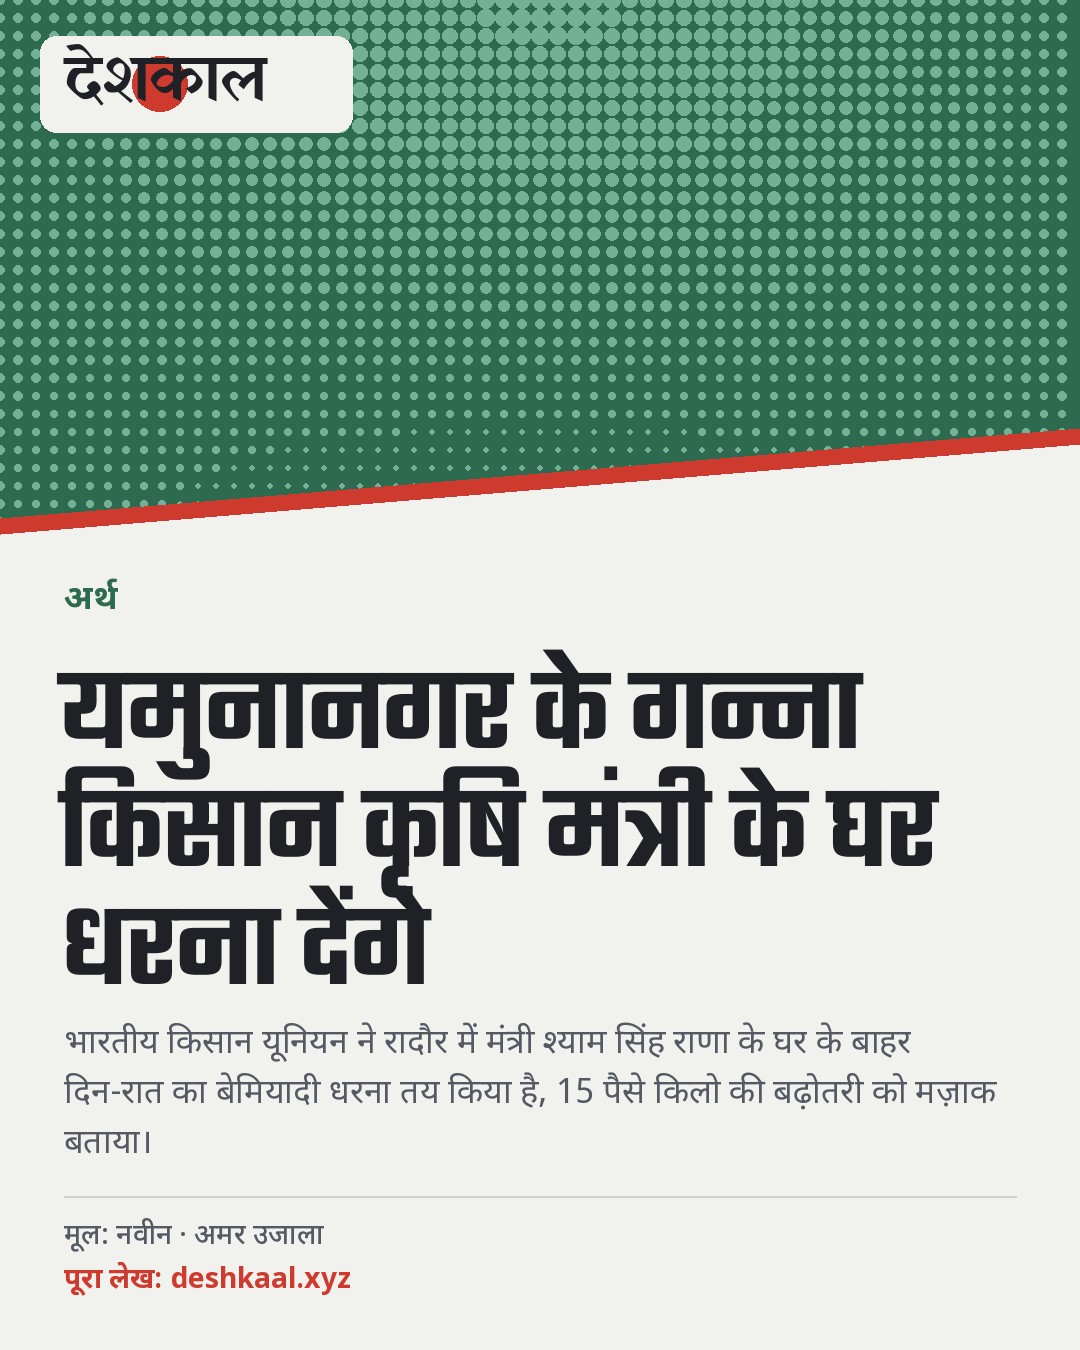 देशकाल
अर्थ
यमुनानगर के गन्ना
किसान कृषि मंत्री के घर
धरना देंगे
भारतीय किसान यूनियन ने रादौर में मंत्री श्याम सिंह राणा के घर के बाहर
दिन-रात का बेमियादी धरना तय किया है, 15 पैसे किलो की बढ़ोतरी को मज़ाक
बताया।
मूल: नवीन · अमर उजाला
पूरा लेख: deshkaal.xyz